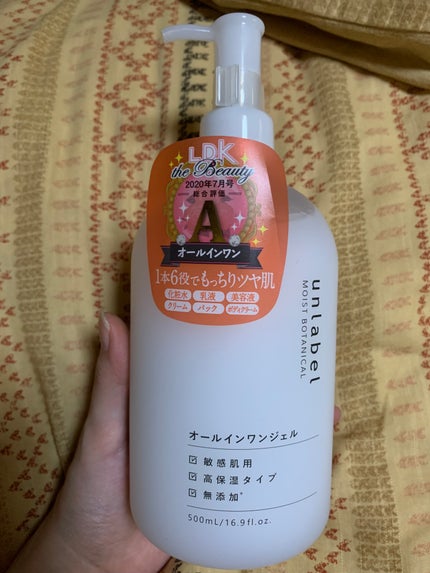 LDK
the Beauty
2020年7月号
総合評価
A
オールインワン
1本6役でもっちりツヤ肌
化粧水 乳液 美容液
クリーム パック ボディクリーム
unlabel
MOIST BOTANICAL
オールインワンジェル
☑ 敏感肌用
☑ 高保湿タイプ
☑ 無添加*
500mL/16.9fl.oz.